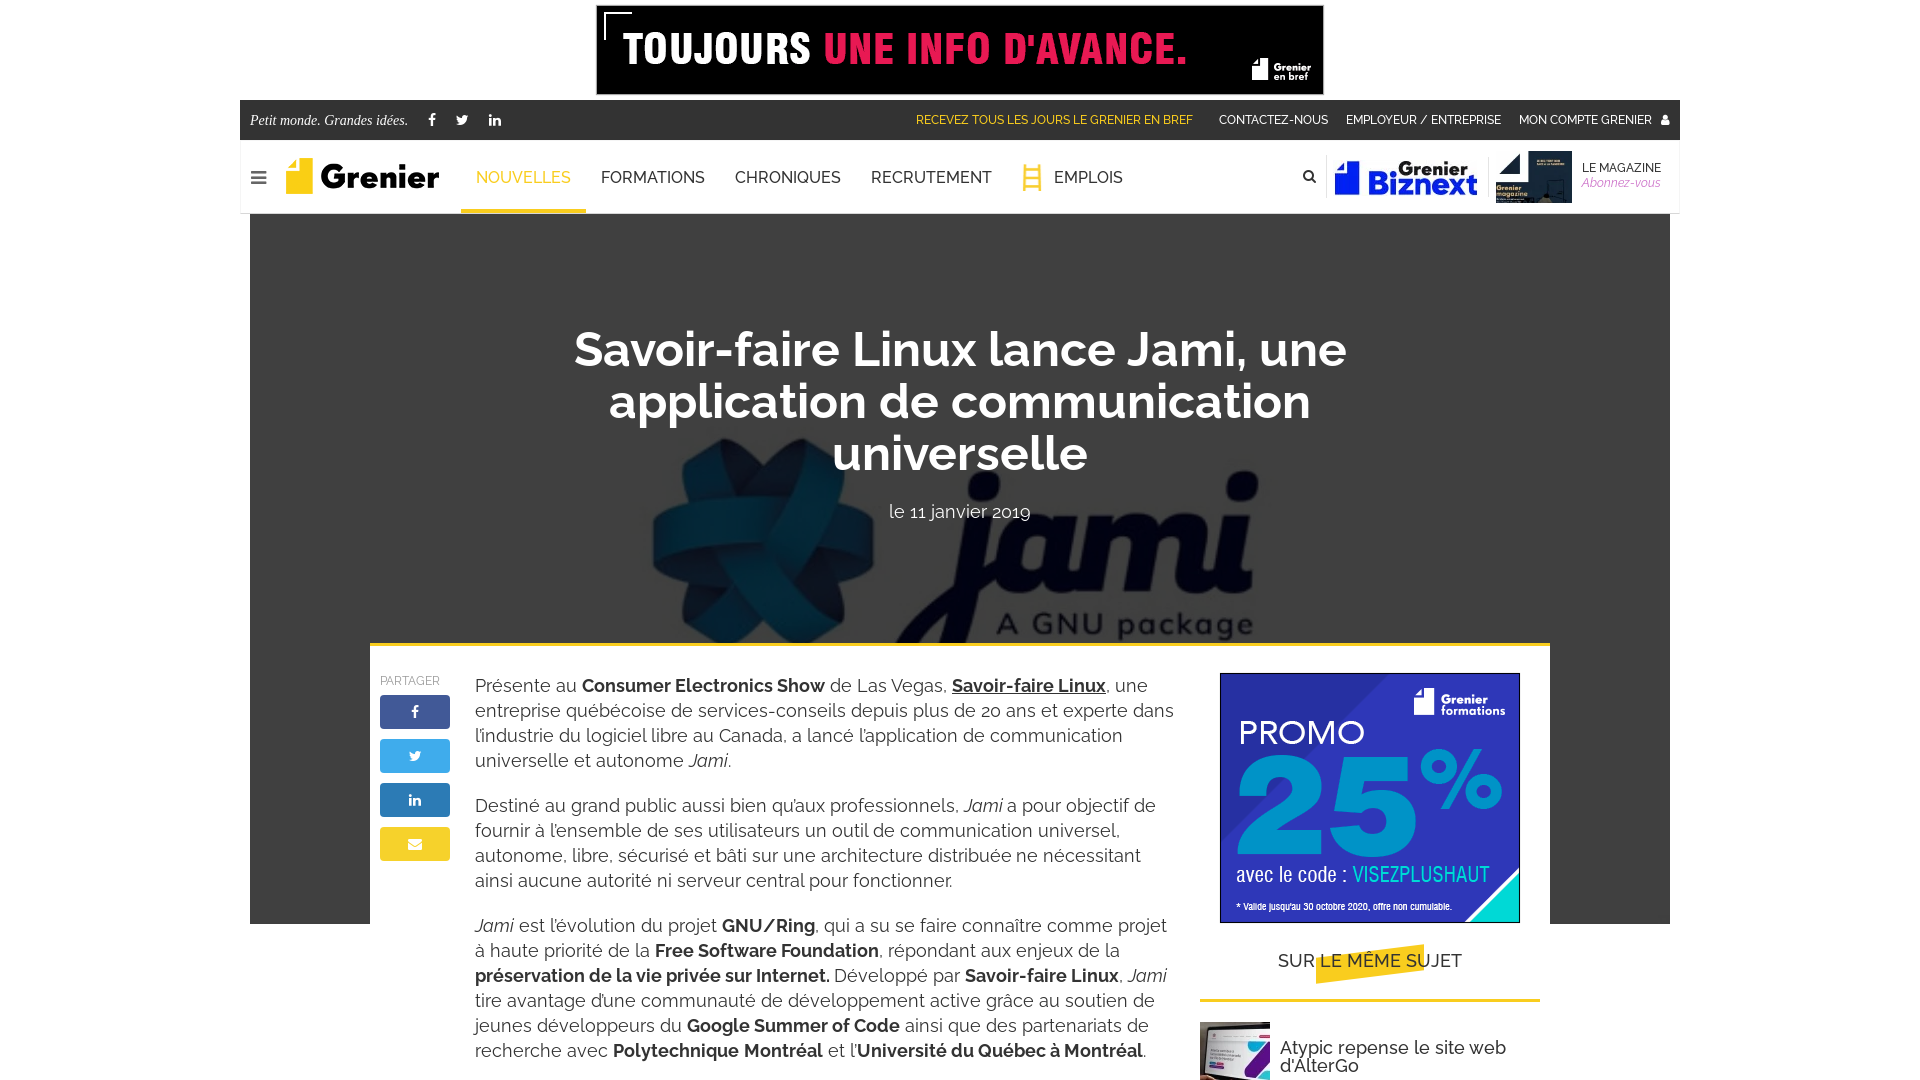 TOUJOURS UNE INFO D'AVANCE.
Grenier
en bref
Petit monde. Grandes idées.
RECEVEZ TOUS LES JOURS LE GRENIER EN BREF
CONTACTEZ-NOUS
EMPLOYEUR / ENTREPRISE
MON COMPTE GRENIER
Grenier
NOUVELLES
FORMATIONS
CHRONIQUES
RECRUTEMENT
EMPLOIS
Grenier
Biznext
Grenier
magazine
LE MAGAZINE
Abonnez-vous
Savoir-faire Linux lance Jami, une
application de communication
universelle
le 11 janvier 2019
jami
A GNU package
PARTAGER
Présente au Consumer Electronics Show de Las Vegas, Savoir-faire Linux, une
entreprise québécoise de services-conseils depuis plus de 20 ans et experte dans
l’industrie du logiciel libre au Canada, a lancé l’application de communication
universelle et autonome Jami.
Destiné au grand public aussi bien qu’aux professionnels, Jami a pour objectif de
fournir à l’ensemble de ses utilisateurs un outil de communication universel,
autonome, libre, sécurisé et bâti sur une architecture distribuée ne nécessitant
ainsi aucune autorité ni serveur central pour fonctionner.
Jami est l’évolution du projet GNU/Ring, qui a su se faire connaître comme projet
à haute priorité de la Free Software Foundation, répondant aux enjeux de la
préservation de la vie privée sur Internet. Développé par Savoir-faire Linux, Jami
tire avantage d’une communauté de développement active grâce au soutien de
jeunes développeurs du Google Summer of Code ainsi que des partenariats de
recherche avec Polytechnique Montréal et l’Université du Québec à Montréal.
Grenier
formations
PROMO
25%
avec le code : VISEZPLUSHAUT
* Valide jusqu'au 30 octobre 2020, offre non cumulable.
SUR LE MÊME SUJET
Atypic repense le site web
d'AlterGo